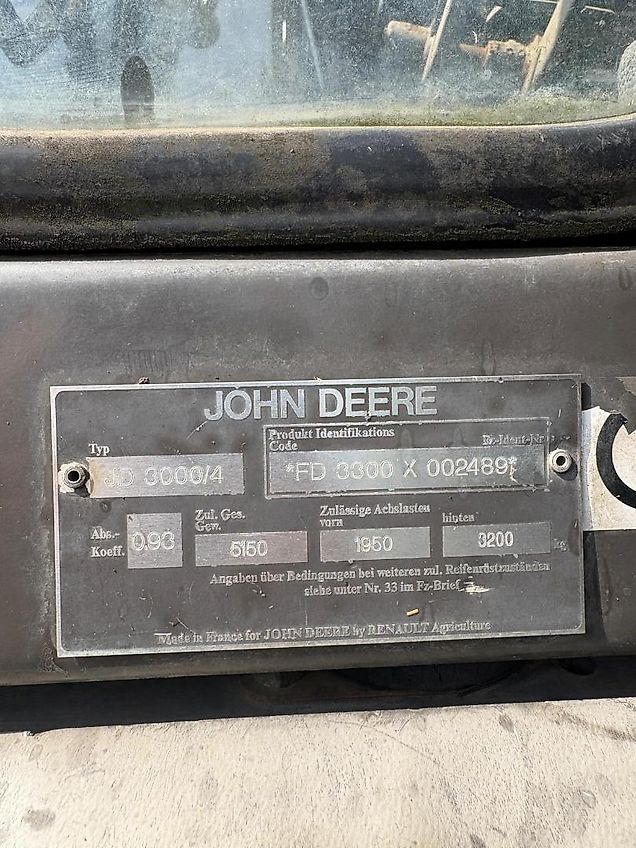 JOHN DEERE
Produkt Identifikations
Typ
Code
JD 3000/4
*FD 3300 X 002489*
Zul. Ges.
Gew.
Zulässige Achslasten
vorn
hinten
Abs.-
Koeff.
0.93
5150
1950
3200
kg
Angaben über Bedingungen bei weiteren zul. Reifenrüstzuständen
siehe unter Nr. 33 im Fz-Brief
Made in France for JOHN DEERE by RENAULT Agriculture